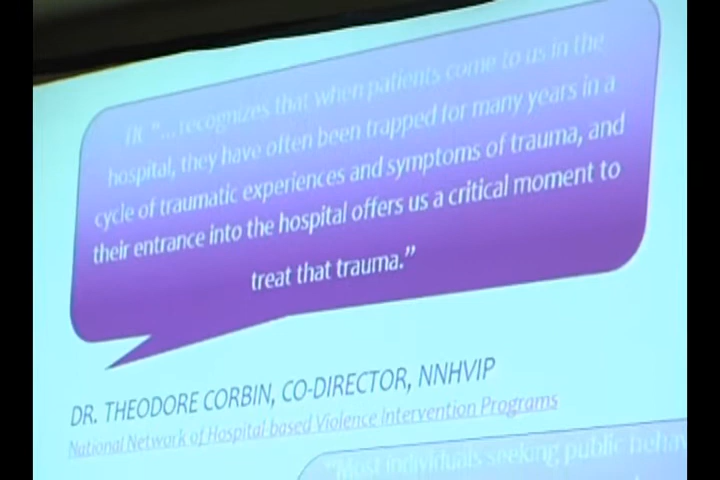 "...recognizes that when patients come to us in the
hospital, they have often been trapped for many years in a
cycle of traumatic experiences and symptoms of trauma, and
their entrance into the hospital offers us a critical moment to
treat that trauma."
DR. THEODORE CORBIN, CO-DIRECTOR, NNHVIP
National Network of Hospital-based Violence Intervention Programs
"Most individuals seeking public behav